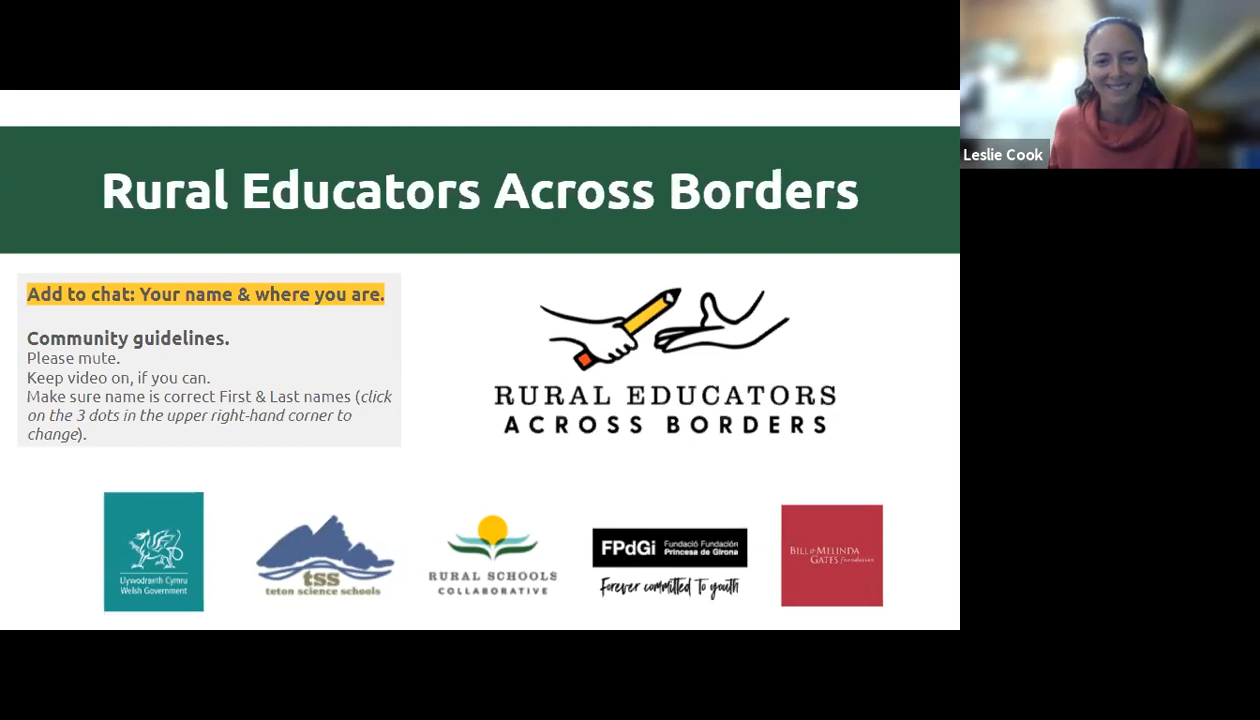 Leslie Cook
Rural Educators Across Borders
Add to chat: Your name & where you are.
Community guidelines.
Please mute.
Keep video on, if you can.
Make sure name is correct First & Last names (click
on the 3 dots in the upper right-hand corner to
change).
RURAL EDUCATORS
ACROSS BORDERS
Llywodraeth Cymru
Welsh Government
tss
teton science schools
RURAL SCHOOLS
COLLABORATIVE
FPdGi
Fundació Fundación
Princesa de Girona
Forever committed to youth
BILL & MELINDA
GATES foundation